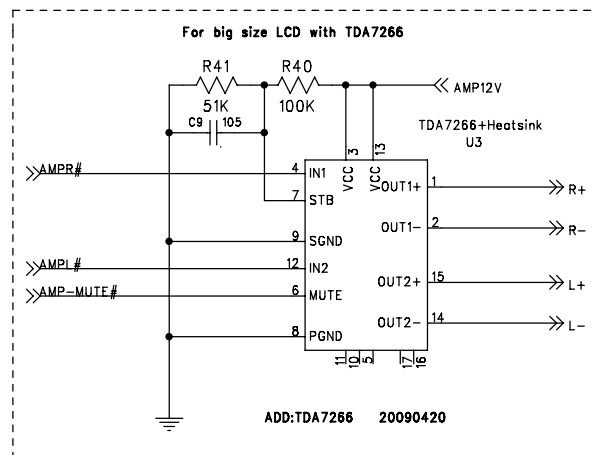 For big size LCD with TDA7266
R41
R40
51K
100K
AMP12V
C9
105
TDA7266+Heatsink
U3
3
13
VCC
VCC
AMPR#
4
IN1
OUT1+
1
R+
7
STB
OUT1-
2
R-
9
SGND
AMPL#
12
IN2
OUT2+
15
L+
AMP-MUTE#
6
MUTE
OUT2-
14
L-
8
PGND
11
10
5
17
16
ADD:TDA7266 20090420